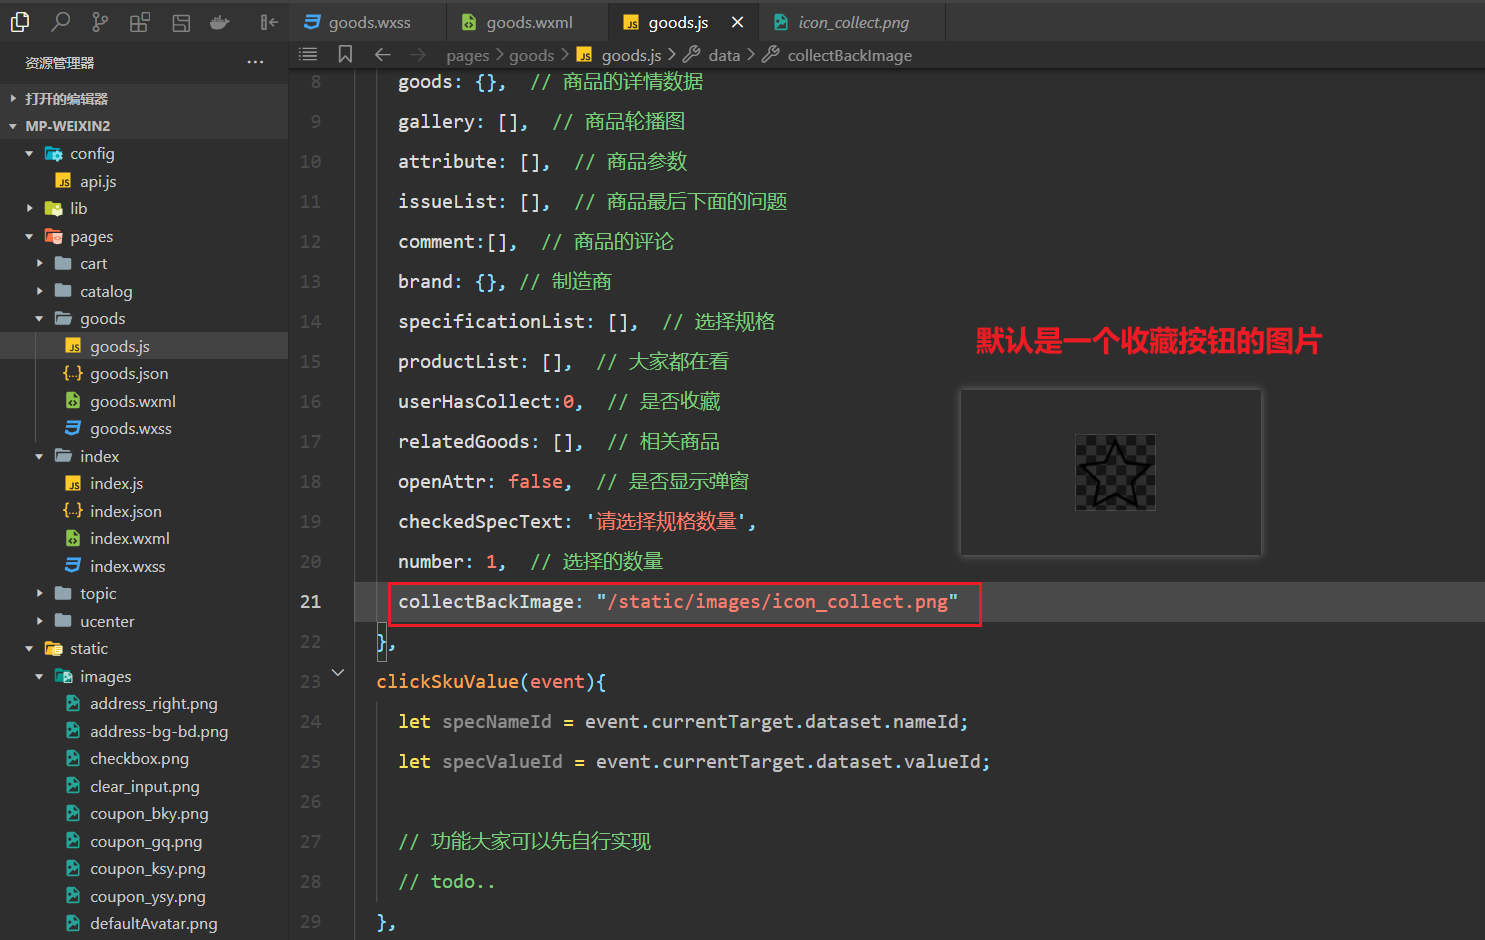 goods.wxss
goods.wxml
goods.js
icon_collect.png
资源管理器
pages > goods > goods.js > data > collectBackImage
打开的编辑器
MP-WEIXIN2
config
api.js
lib
pages
cart
catalog
goods
goods.js
goods.json
goods.wxml
goods.wxss
index
index.js
index.json
index.wxml
index.wxss
topic
ucenter
static
images
address_right.png
address-bg-bd.png
checkbox.png
clear_input.png
coupon_bky.png
coupon_gq.png
coupon_ksy.png
coupon_ysy.png
defaultAvatar.png
8 goods: {}, // 商品的详情数据
9 gallery: [], // 商品轮播图
10 attribute: [], // 商品参数
11 issueList: [], // 商品最后下面的问题
12 comment:[], // 商品的评论
13 brand: {}, // 制造商
14 specificationList: [], // 选择规格
15 productList: [], // 大家都在看
16 userHasCollect:0, // 是否收藏
17 relatedGoods: [], // 相关商品
18 openAttr: false, // 是否显示弹窗
19 checkedSpecText: '请选择规格数量',
20 number: 1, // 选择的数量
21 collectBackImage: "/static/images/icon_collect.png"
22 },
23 clickSkuValue(event){
24 let specNameId = event.currentTarget.dataset.nameId;
25 let specValueId = event.currentTarget.dataset.valueId;
26
27 // 功能大家可以先自行实现
28 // todo..
29 },
默认是一个收藏按钮的图片